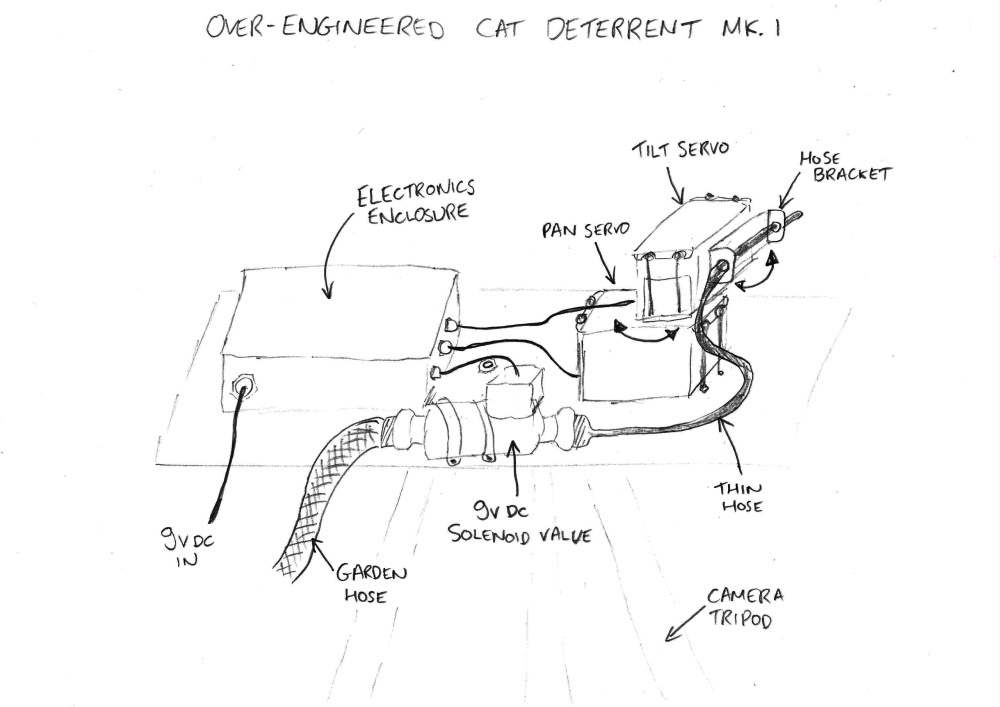 OVER-ENGINEERED CAT DETERRENT MK. 1
TILT SERVO
HOSE
BRACKET
ELECTRONICS
ENCLOSURE
PAN SERVO
THIN
HOSE
9V DC
SOLENOID VALVE
9V DC
IN
GARDEN
HOSE
CAMERA
TRIPOD